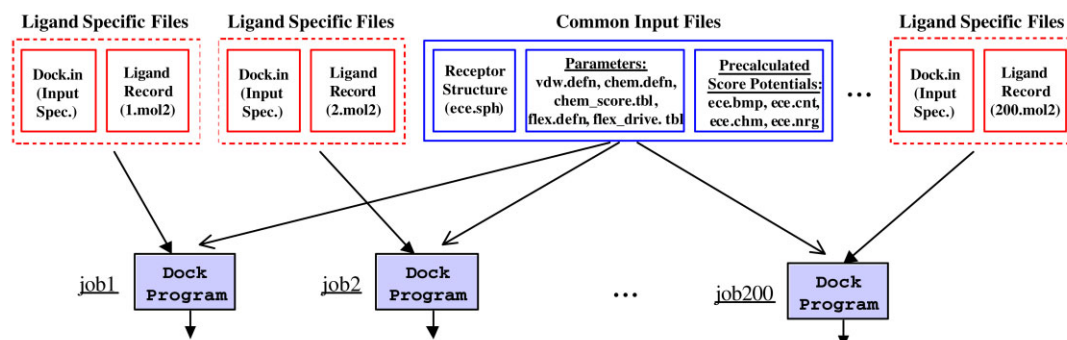 Ligand Specific Files
Dock.in
(Input
Spec.)
Ligand
Record
(1.mol2)
Ligand Specific Files
Dock.in
(Input
Spec.)
Ligand
Record
(2.mol2)
Common Input Files
Receptor
Structure
(ece.sph)
Parameters:
vdw.defn, chem.defn,
chem_score.tbl,
flex.defn, flex_drive. tbl
Precalculated
Score Potentials:
ece.bmp, ece.cnt,
ece.chm, ece.nrg
...
Ligand Specific Files
Dock.in
(Input
Spec.)
Ligand
Record
(200.mol2)
job1
Dock
Program
job2
Dock
Program
...
job200
Dock
Program